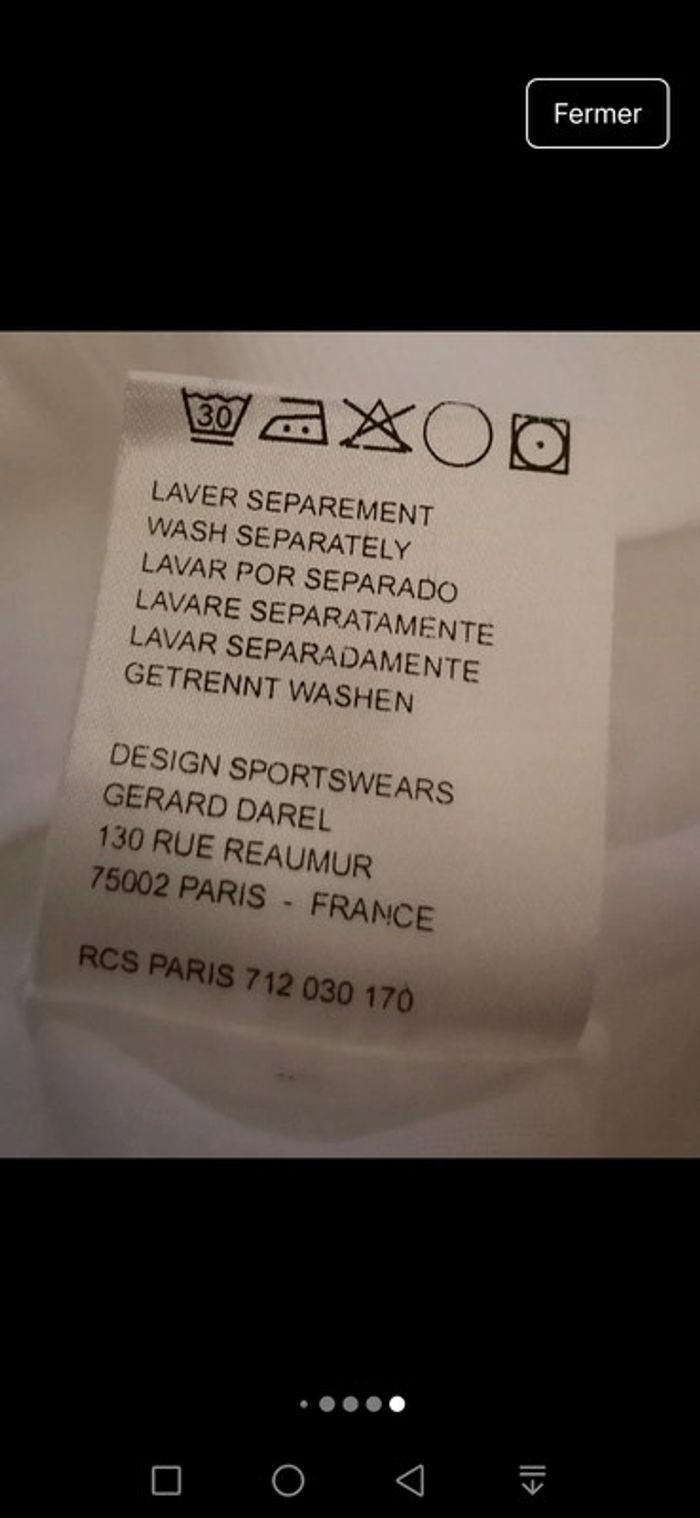 Fermer
30
LAVER SEPAREMENT
WASH SEPARATELY
LAVAR POR SEPARADO
LAVARE SEPARATAMENTE
LAVAR SEPARADAMENTE
GETRENNT WASHEN
DESIGN SPORTSWEARS
GERARD DAREL
130 RUE REAUMUR
75002 PARIS - FRANCE
RCS PARIS 712 030 170